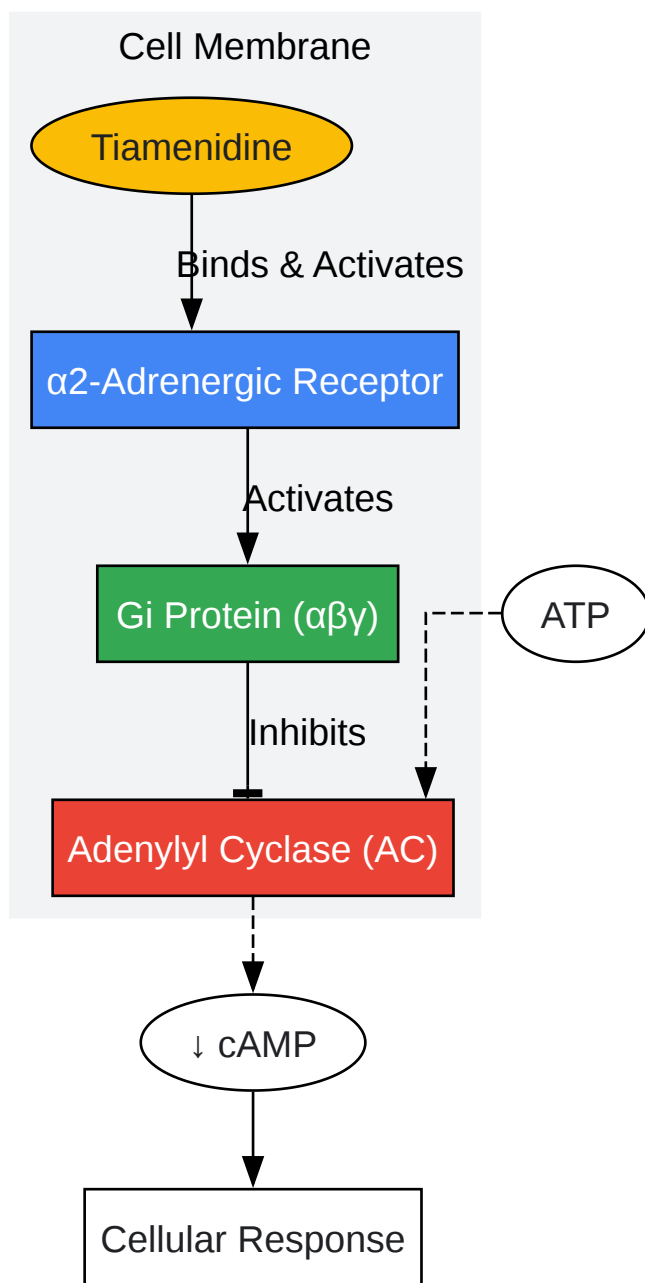 Cell Membrane
Tiamenidine
Binds & Activates
α2-Adrenergic Receptor
Activates
Gi Protein (αβγ)
ATP
Inhibits
Adenylyl Cyclase (AC)
↓ cAMP
Cellular Response